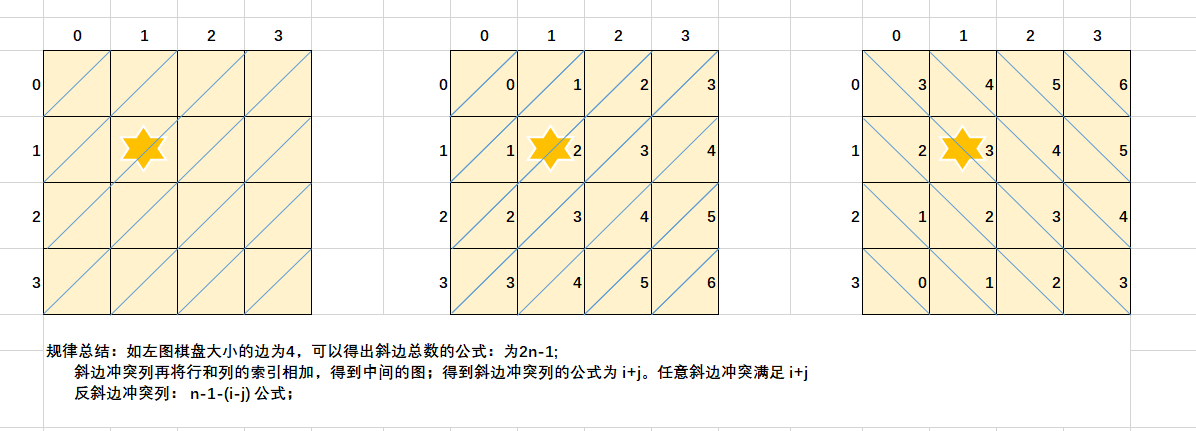 0 1 2 3 0 1 2 3 0 1 2 3
0 0 0 1 2 3 0 3 4 5 6
1 1 1 2 3 4 1 2 3 4 5
2 2 2 3 4 5 2 1 2 3 4
3 3 3 4 5 6 3 0 1 2 3
规律总结：如左图棋盘大小的边为4，可以得出斜边总数的公式：为2n-1;
斜边冲突列再将行和列的索引相加，得到中间的图；得到斜边冲突列的公式为 i+j。任意斜边冲突满足 i+j
反斜边冲突列： n-1-(i-j) 公式；